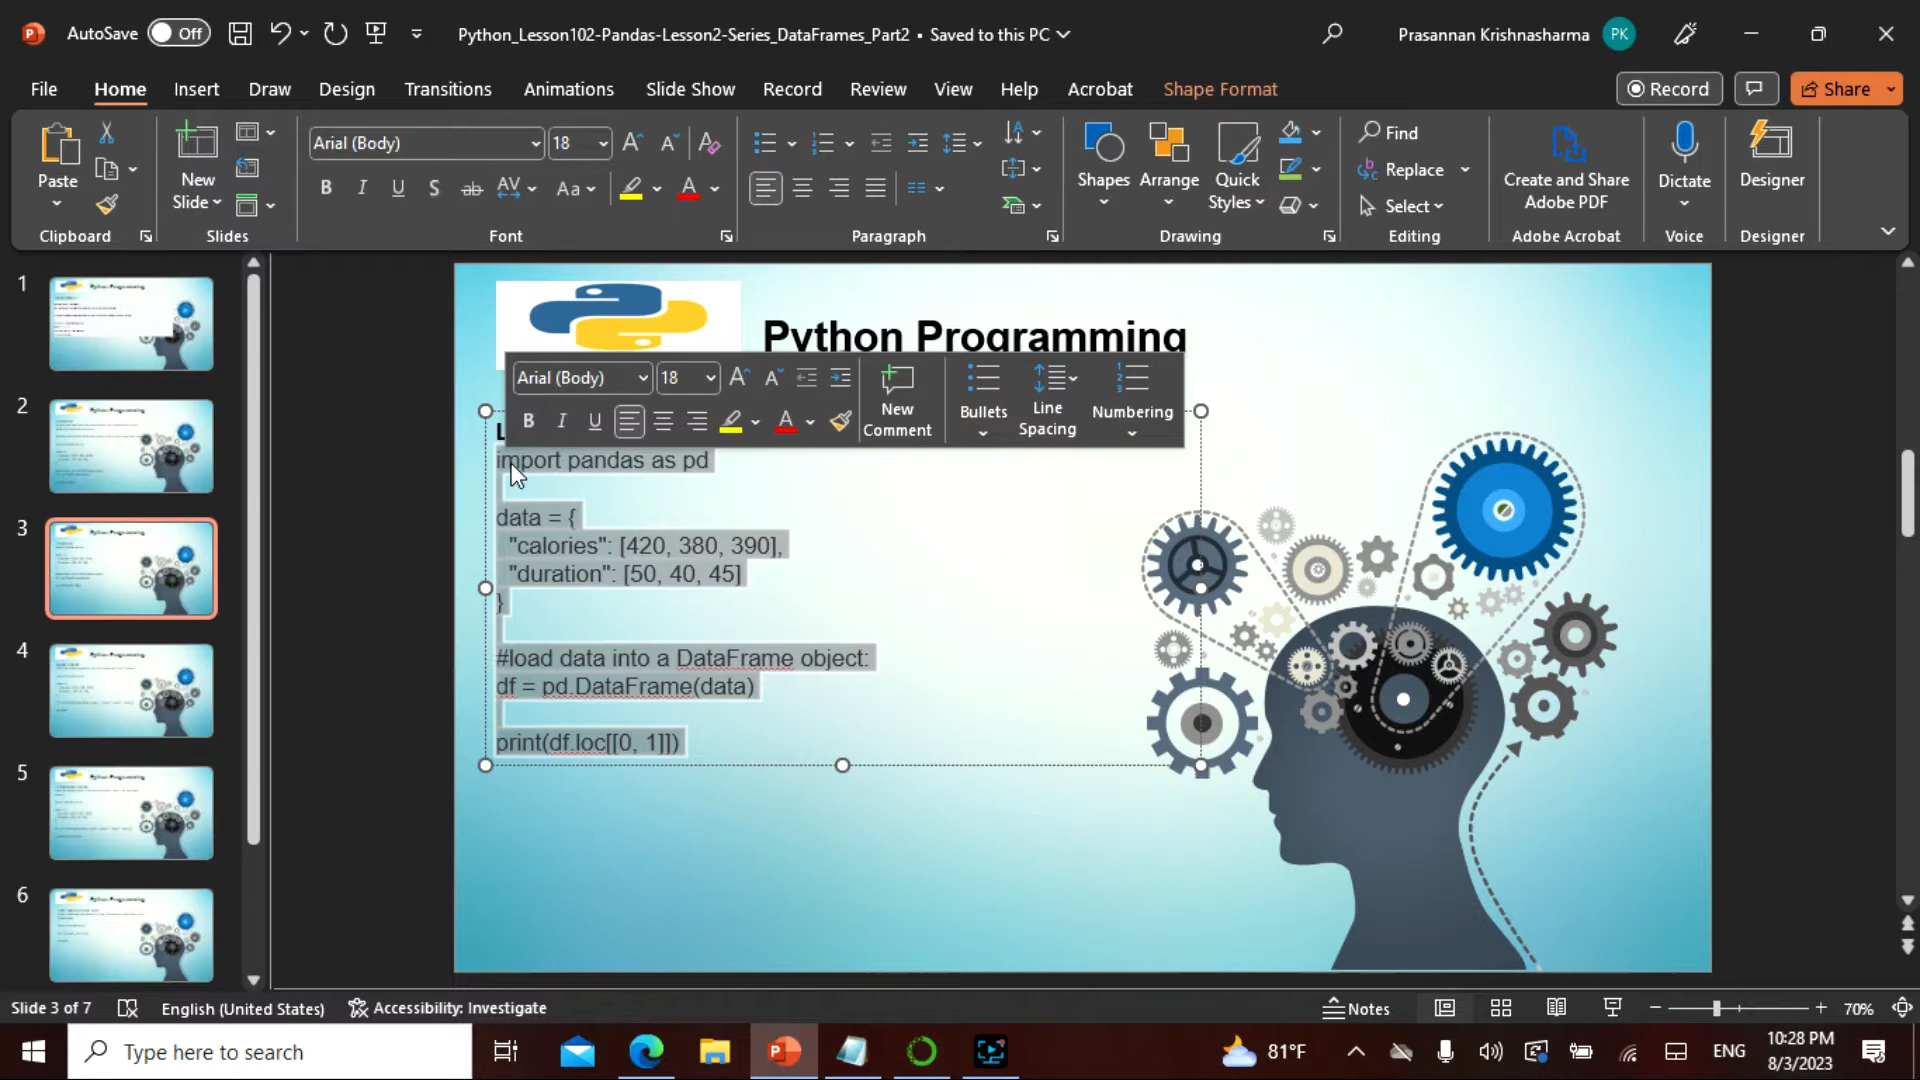 AutoSave Off Python_Lesson102-Pandas-Lesson2-Series_DataFrames_Part2 • Saved to this PC Prasannan Krishnasharma PK
File Home Insert Draw Design Transitions Animations Slide Show Record Review View Help Acrobat Shape Format Record Share
Paste
Clipboard
New
Slide
Slides
Arial (Body) 18
Font
Paragraph
Shapes
Arrange
Quick
Styles
Drawing
Find
Replace
Select
Editing
Create and Share
Adobe PDF
Adobe Acrobat
Dictate
Voice
Designer
Designer
1
2
3
4
5
6
Python Programming
Arial (Body) 18
New
Comment
Bullets
Line
Spacing
Numbering
import pandas as pd
data = {
"calories": [420, 380, 390],
"duration": [50, 40, 45]
}
#load data into a DataFrame object:
df = pd.DataFrame(data)
print(df.loc[[0, 1]])
Slide 3 of 7 English (United States) Accessibility: Investigate Notes 70%
Type here to search 81°F ENG 10:28 PM
8/3/2023